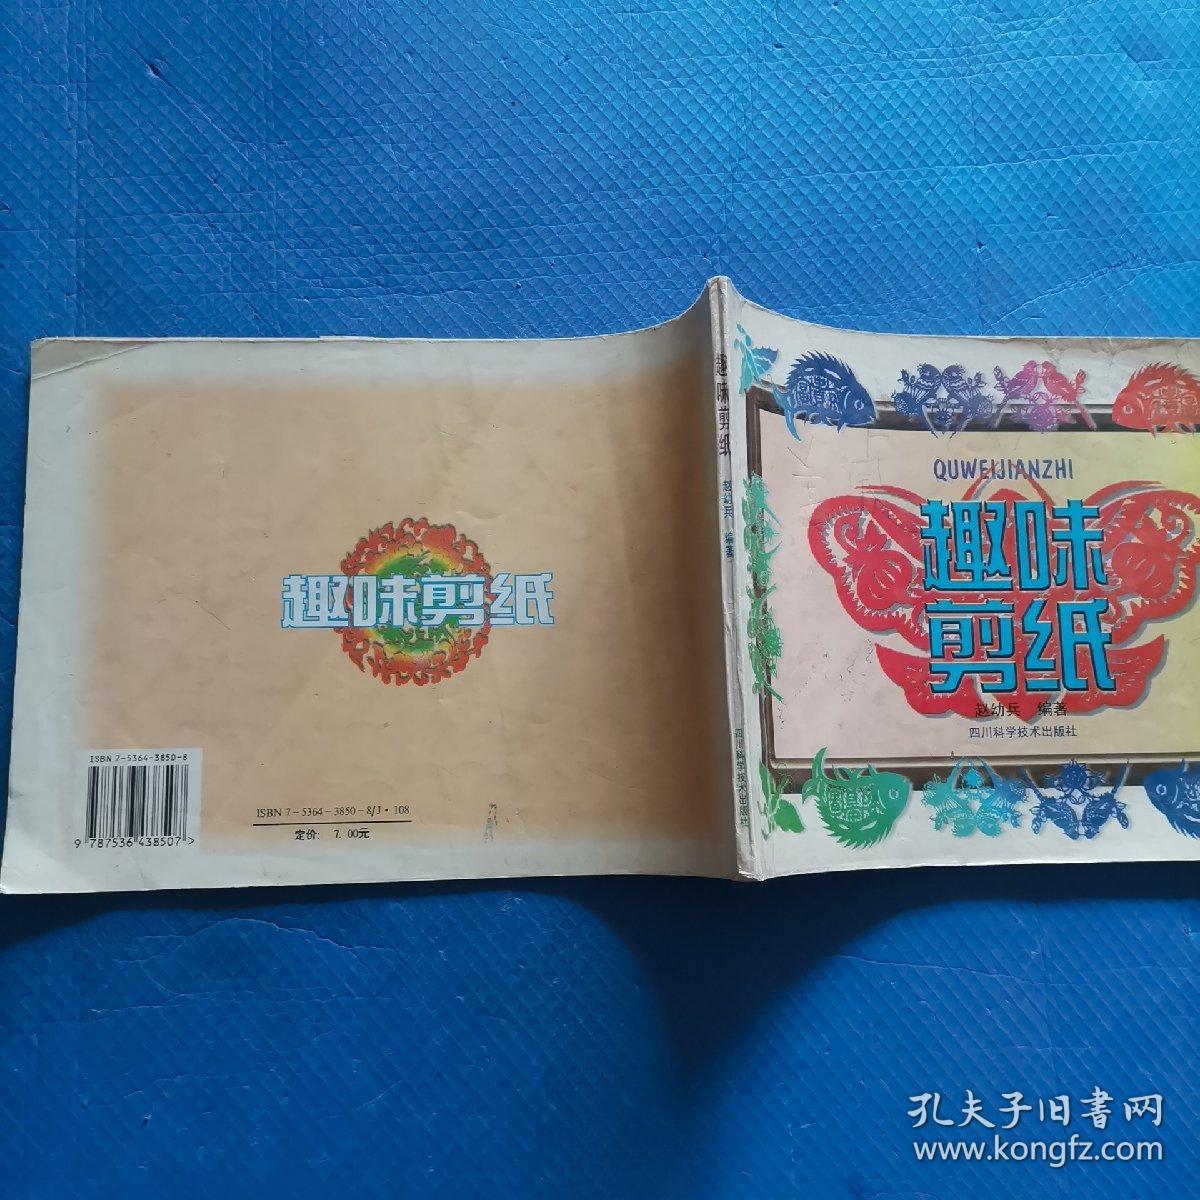 趣味剪纸
ISBN 7-5364-3850-8
9 787536 438507 >
ISBN 7-5364-3850-8/J·108
定价: 7.00元
趣味剪纸
赵幼兵 编著
四川科学技术出版社
QUWEIJIANZHI
趣味
剪纸
赵幼兵 编著
四川科学技术出版社
孔夫子旧書网
www.kongfz.com